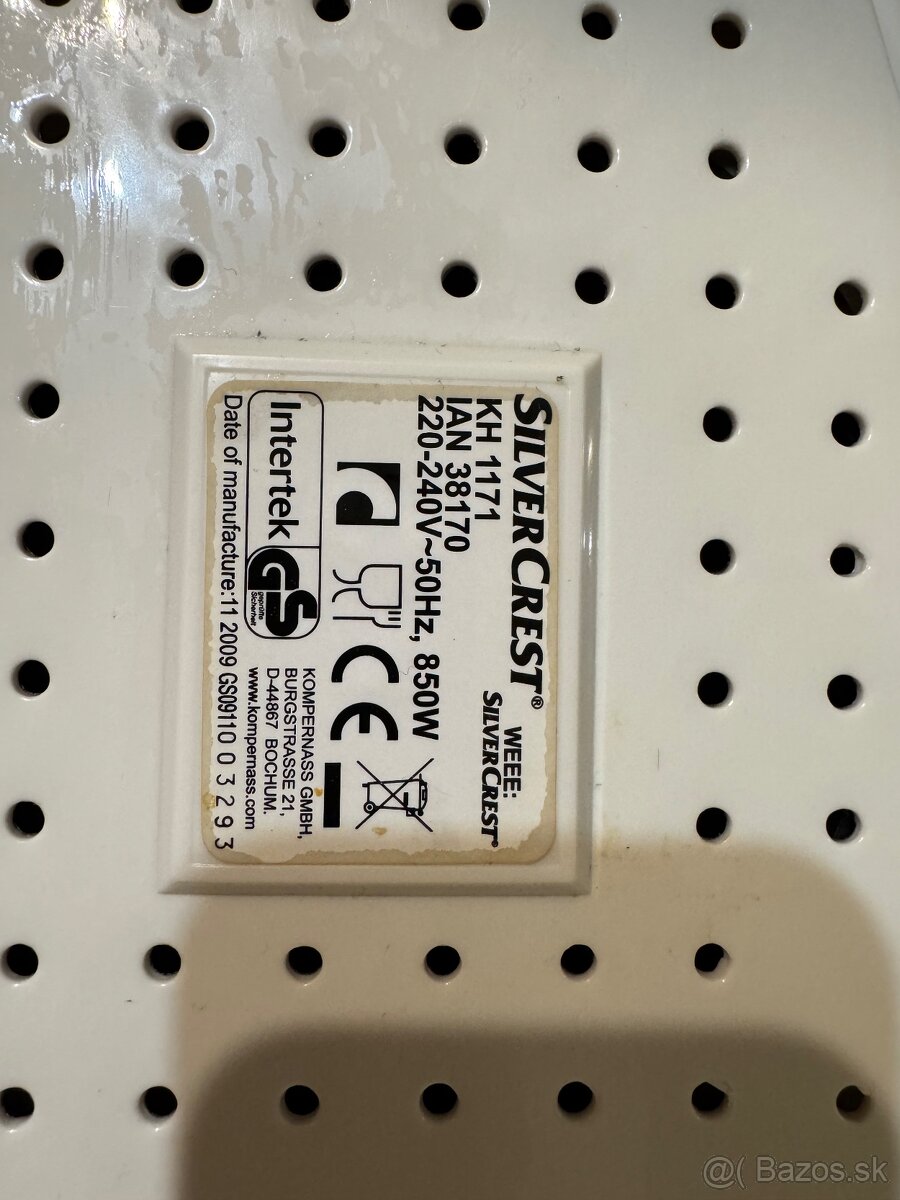 SILVERCREST®
KH 1171
IAN 38170
220-240V~50Hz, 850W
WEEE:
SILVERCREST®
CE
Intertek
GS
geprüfte
Sicherheit
KOMPERNASS GMBH,
BURGSTRASSE 21,
D-44867 BOCHUM.
www.kompernass.com
Date of manufacture:11 2009 GS09110 0 3 2 9 3
@( Bazos.sk